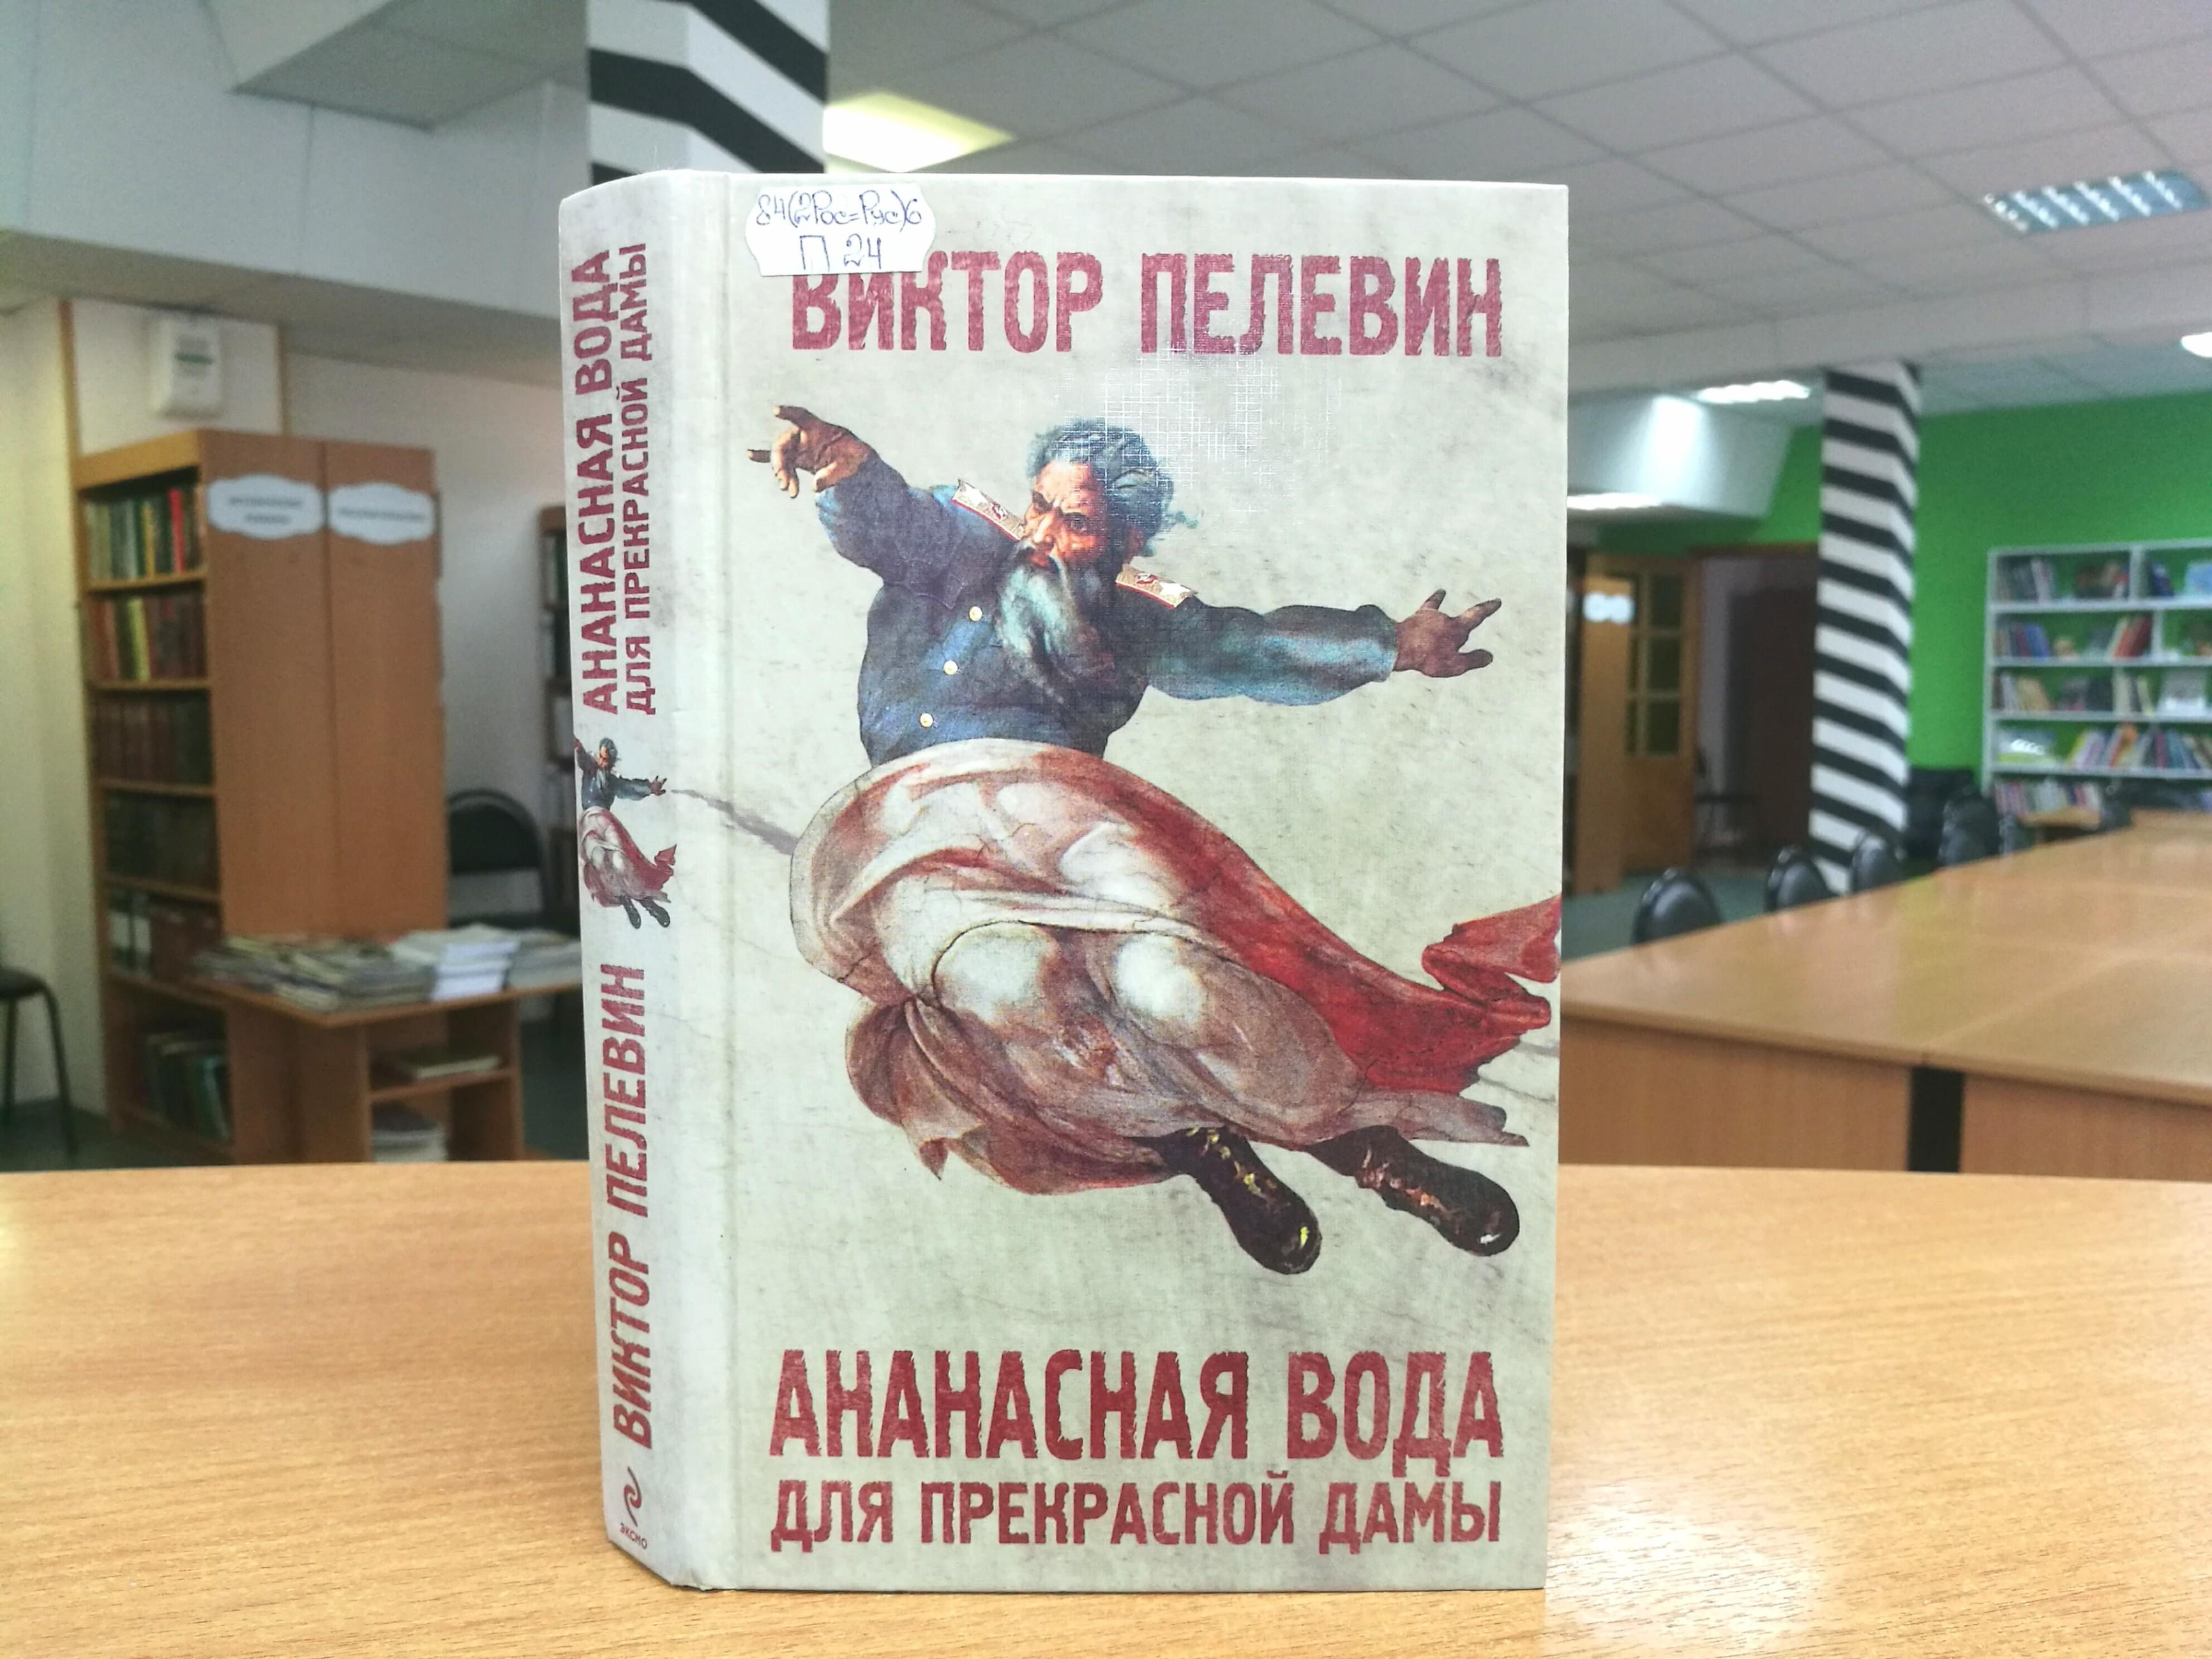 84(2Рос=Рус)6
П 24
ВИКТОР ПЕЛЕВИН
АНАНАСНАЯ ВОДА
ДЛЯ ПРЕКРАСНОЙ ДАМЫ
АНАНАСНАЯ ВОДА
ДЛЯ ПРЕКРАСНОЙ ДАМЫ
ВИКТОР ПЕЛЕВИН
ЭКСМО